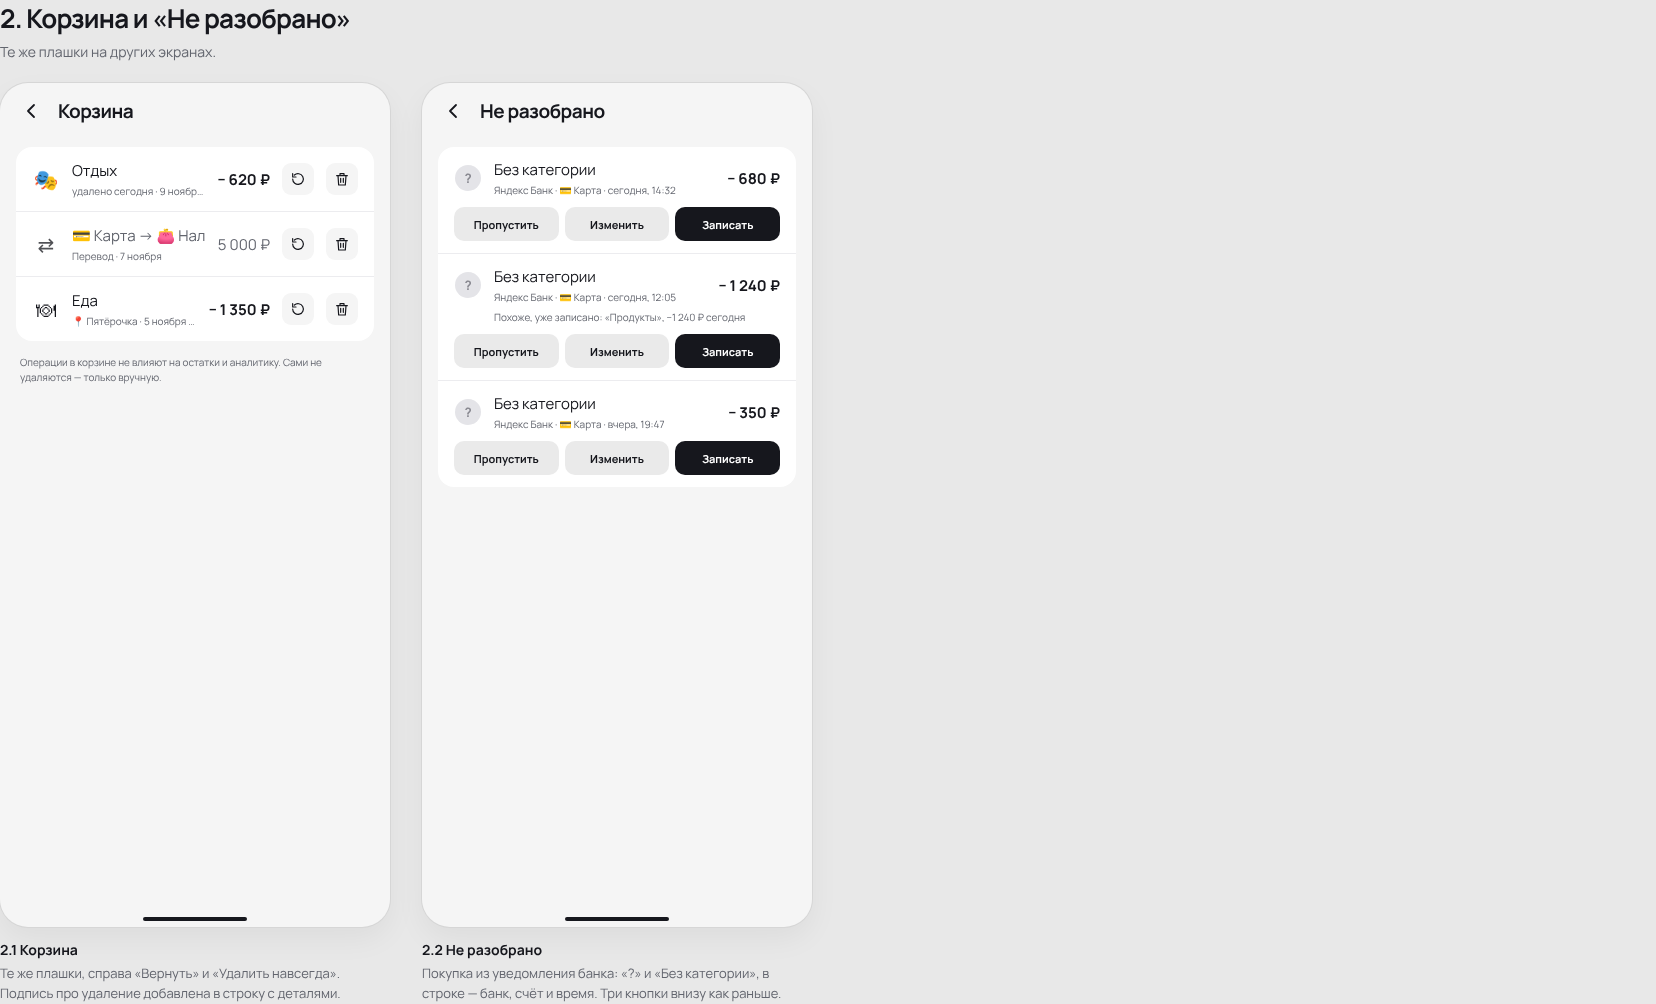 2. Корзина и «Не разобрано»
Те же плашки на других экранах.
Корзина
Отдых
удалено сегодня · 9 ноябр...
− 620 ₽
💳 Карта → 👛 Нал
Перевод · 7 ноября
5 000 ₽
Еда
📍 Пятёрочка · 5 ноября ...
− 1 350 ₽
Операции в корзине не влияют на остатки и аналитику. Сами не
удаляются — только вручную.
2.1 Корзина
Те же плашки, справа «Вернуть» и «Удалить навсегда».
Подпись про удаление добавлена в строку с деталями.
Не разобрано
?
Без категории
Яндекс Банк · 💳 Карта · сегодня, 14:32
− 680 ₽
Пропустить
Изменить
Записать
?
Без категории
Яндекс Банк · 💳 Карта · сегодня, 12:05
Похоже, уже записано: «Продукты», −1 240 ₽ сегодня
− 1 240 ₽
Пропустить
Изменить
Записать
?
Без категории
Яндекс Банк · 💳 Карта · вчера, 19:47
− 350 ₽
Пропустить
Изменить
Записать
2.2 Не разобрано
Покупка из уведомления банка: «?» и «Без категории», в
строке — банк, счёт и время. Три кнопки внизу как раньше.